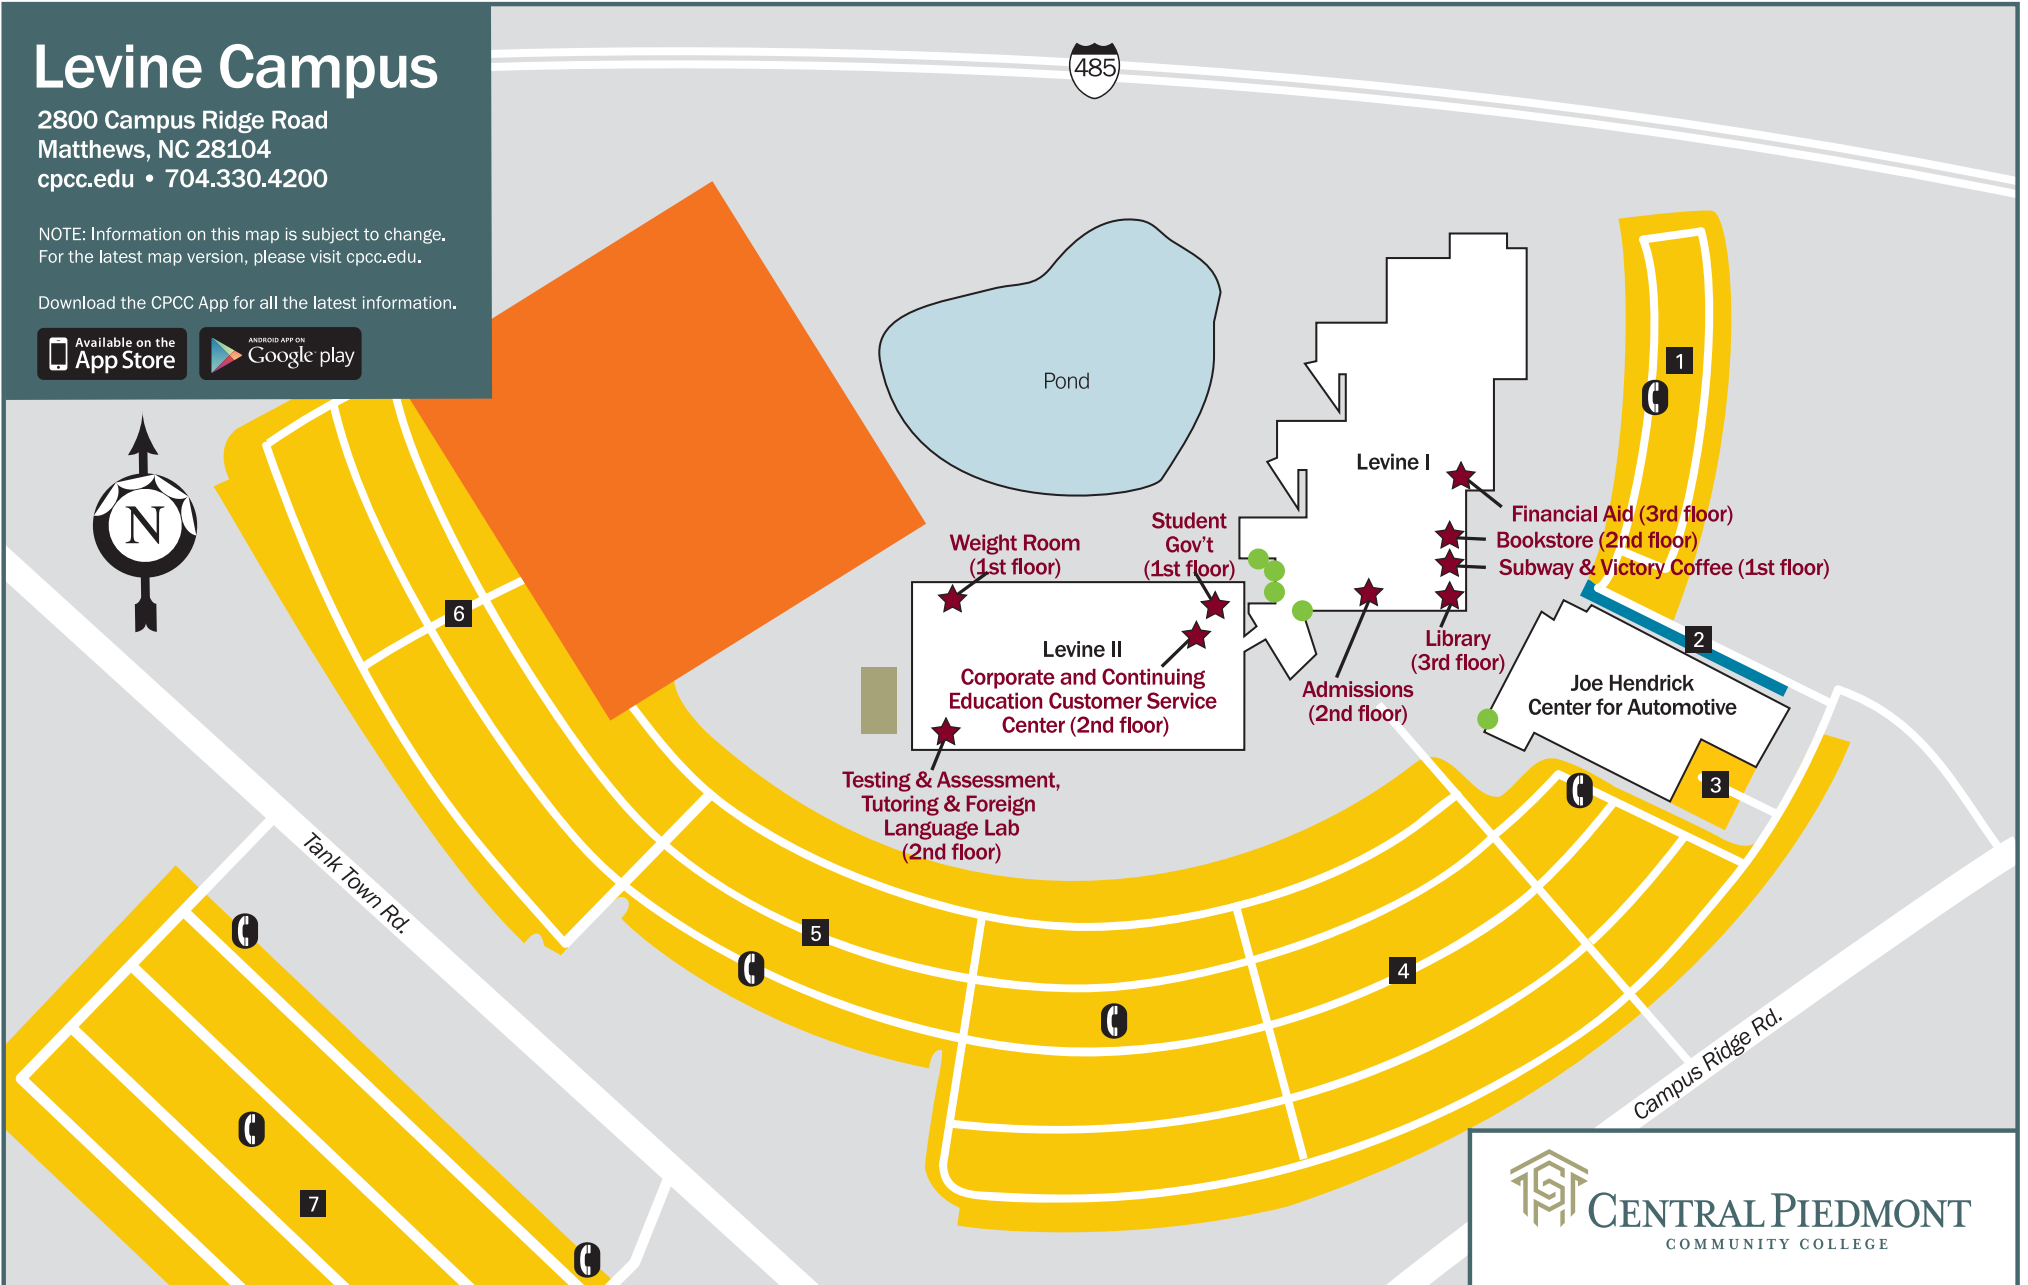 Levine Campus
2800 Campus Ridge Road
Matthews, NC 28104
cpcc.edu • 704.330.4200
NOTE: Information on this map is subject to change.
For the latest map version, please visit cpcc.edu.
Download the CPCC App for all the latest information.
Available on the
App Store
ANDROID APP ON
Google play
485
N
Pond
1
Levine I
Financial Aid (3rd floor)
Bookstore (2nd floor)
Subway & Victory Coffee (1st floor)
Student
Gov't
(1st floor)
Weight Room
(1st floor)
6
Levine II
Corporate and Continuing
Education Customer Service
Center (2nd floor)
Library
(3rd floor)
Admissions
(2nd floor)
2
Joe Hendrick
Center for Automotive
3
Testing & Assessment,
Tutoring & Foreign
Language Lab
(2nd floor)
Tank Town Rd.
5
4
Campus Ridge Rd.
7
CENTRAL PIEDMONT
COMMUNITY COLLEGE